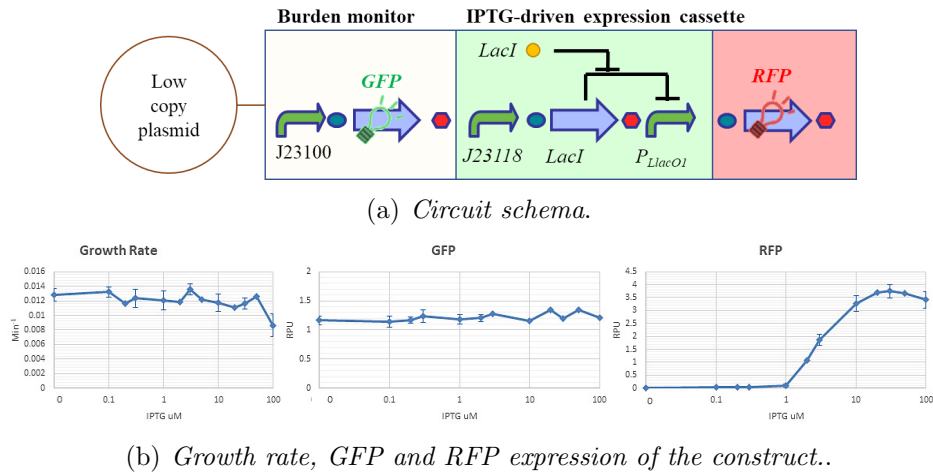 Burden monitor
IPTG-driven expression cassette
Low
copy
plasmid
GFP
LacI
RFP
J23100
J23118
LacI
PLlacO1
(a) Circuit schema.
Growth Rate
GFP
RFP
0.016
0.014
0.012
0.01
0.008
0.006
0.004
0.002
0
Min⁻¹
0
0.1
1
10
100
IPTG uM
2
1
0
RPU
0
0.1
1
10
100
IPTG uM
4.5
4
3.5
3
2.5
2
1.5
1
0.5
0
RPU
0
0.1
1
10
100
IPTG uM
(b) Growth rate, GFP and RFP expression of the construct..